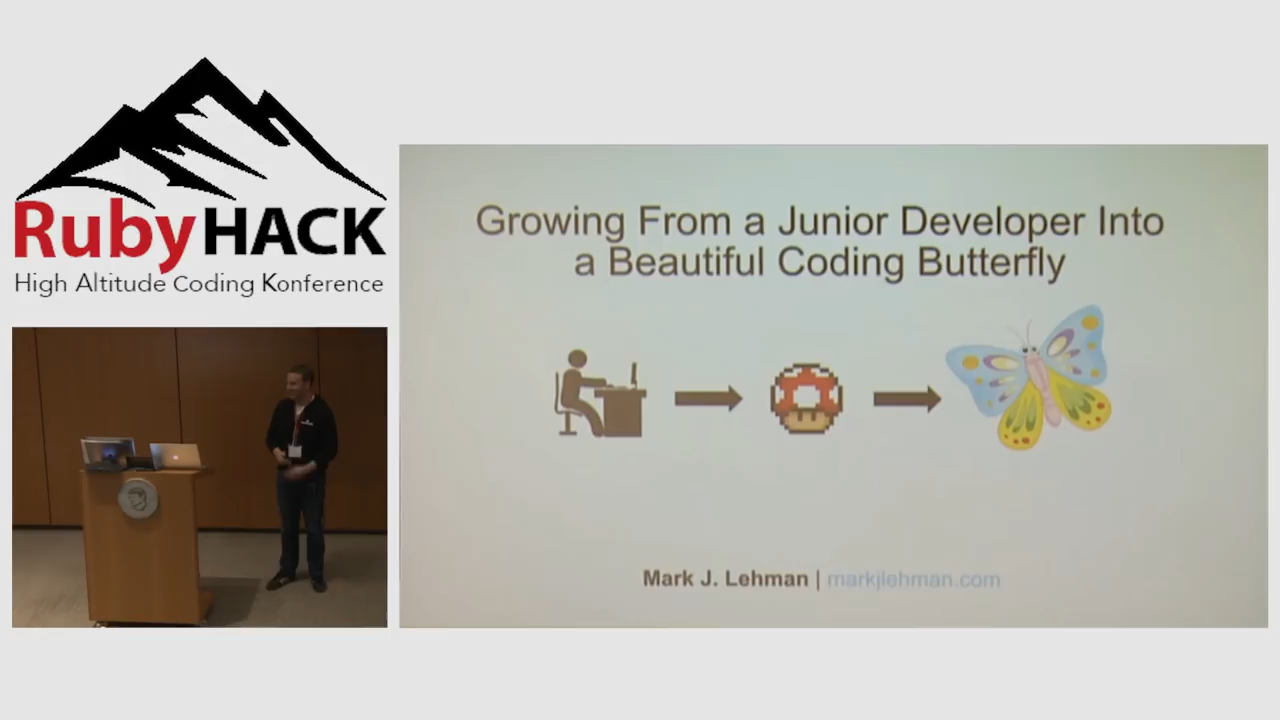 RubyHACK
High Altitude Coding Konference
Growing From a Junior Developer Into
a Beautiful Coding Butterfly
Mark J. Lehman | markjlehman.com